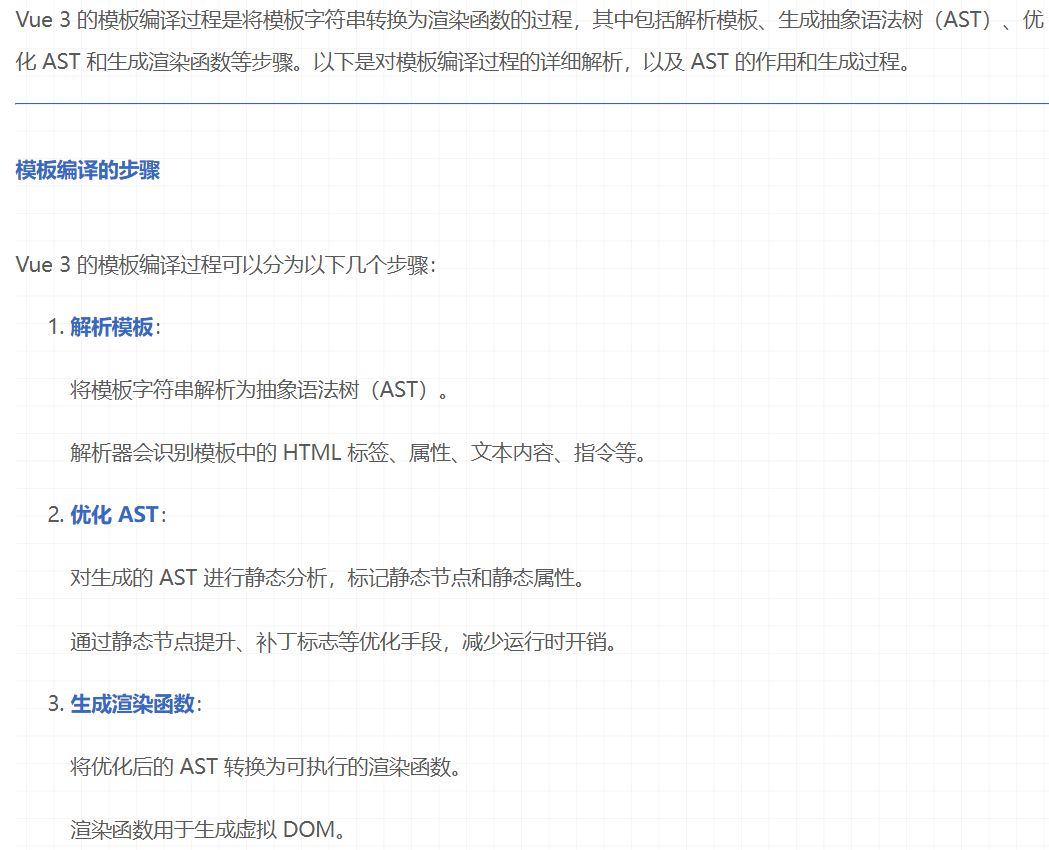 Vue 3 的模板编译过程是将模板字符串转换为渲染函数的过程，其中包括解析模板、生成抽象语法树（AST）、优
化 AST 和生成渲染函数等步骤。以下是对模板编译过程的详细解析，以及 AST 的作用和生成过程。
模板编译的步骤
Vue 3 的模板编译过程可以分为以下几个步骤：
1. 解析模板：
将模板字符串解析为抽象语法树（AST）。
解析器会识别模板中的 HTML 标签、属性、文本内容、指令等。
2. 优化 AST：
对生成的 AST 进行静态分析，标记静态节点和静态属性。
通过静态节点提升、补丁标志等优化手段，减少运行时开销。
3. 生成渲染函数：
将优化后的 AST 转换为可执行的渲染函数。
渲染函数用于生成虚拟 DOM。